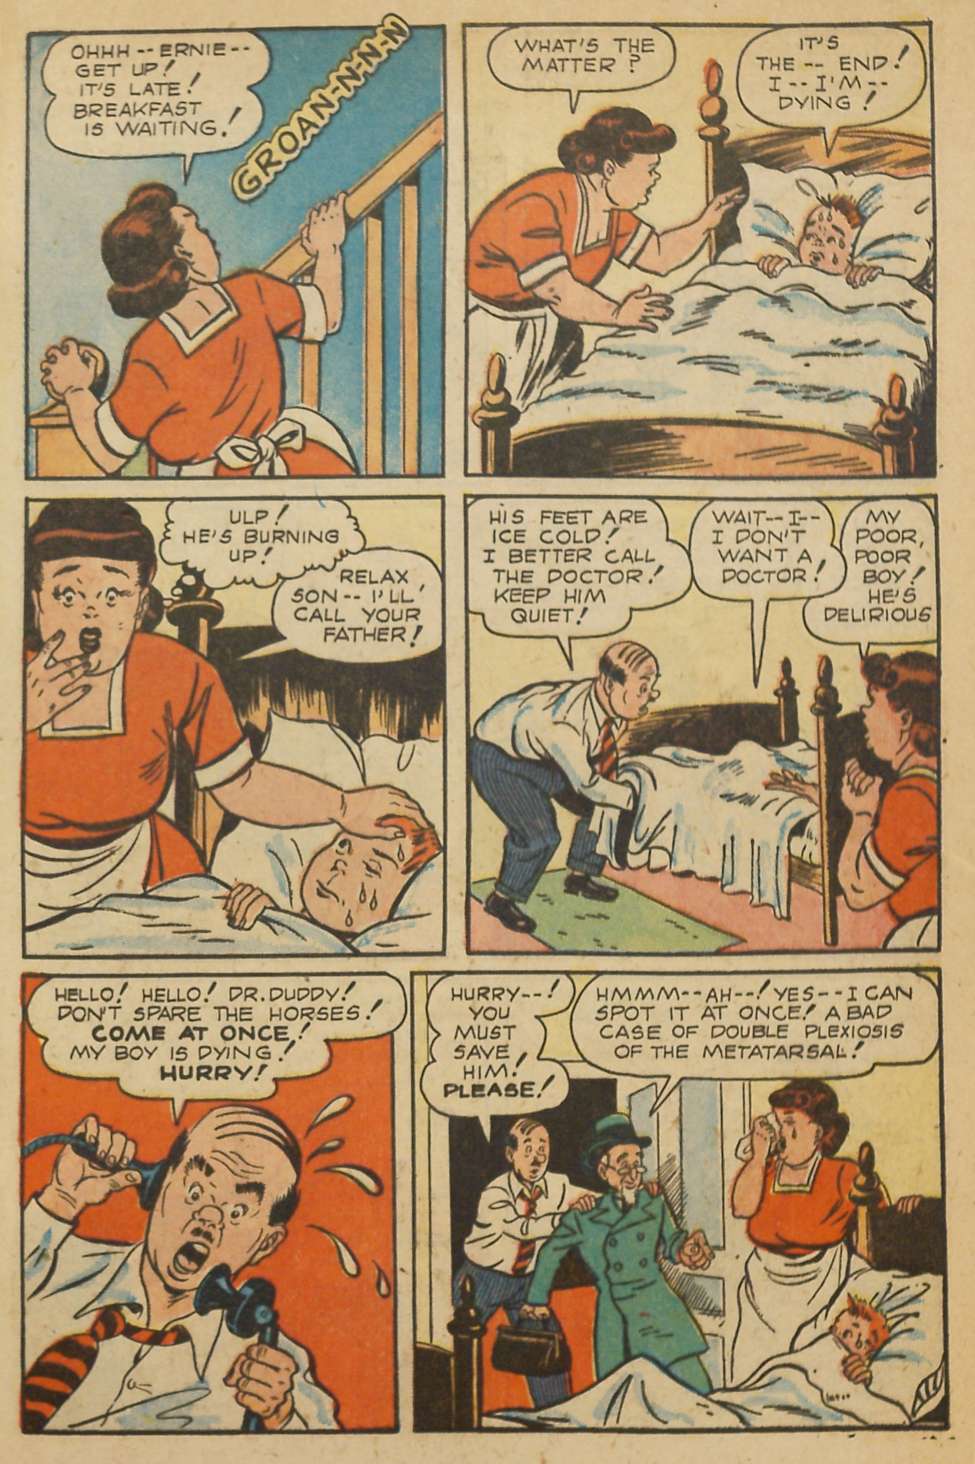 OHHH -- ERNIE--
GET UP!
IT'S LATE!
BREAKFAST
IS WAITING!
GROAN-N-N-N
WHAT'S THE
MATTER?
IT'S
THE -- END!
I -- I'M --
DYING!
ULP!
HE'S BURNING
UP!
RELAX,
SON -- I'LL
CALL YOUR
FATHER!
HIS FEET ARE
ICE COLD!
I BETTER CALL
THE DOCTOR!
KEEP HIM
QUIET!
WAIT-- I--
I DON'T
WANT A
DOCTOR!
MY
POOR,
POOR
BOY!
HE'S
DELIRIOUS
HELLO! HELLO! DR. DUDDY!
DON'T SPARE THE HORSES!
COME AT ONCE!
MY BOY IS DYING!
HURRY!
HURRY--!
YOU
MUST
SAVE
HIM!
PLEASE!
HMMM--AH--! YES--I CAN
SPOT IT AT ONCE! A BAD
CASE OF DOUBLE PLEXIOSIS
OF THE METATARSAL!